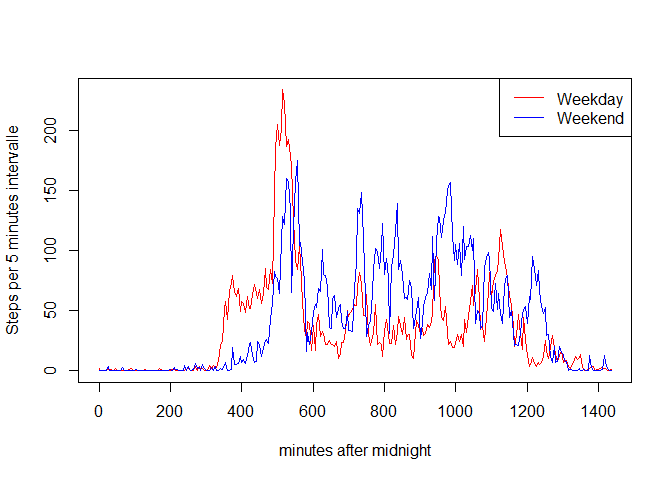 Weekday
Weekend
Steps per 5 minutes intervalle
200
150
100
50
0
0 200 400 600 800 1000 1200 1400
minutes after midnight